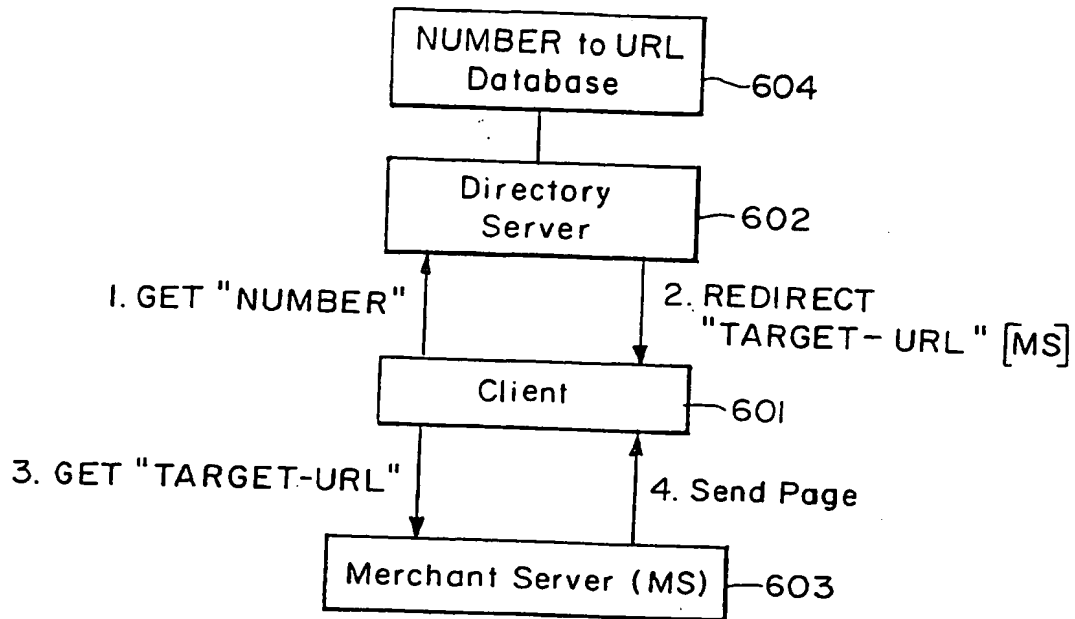 NUMBER to URL
Database
604
Directory
Server
602
1. GET "NUMBER"
2. REDIRECT
"TARGET-URL" [MS]
Client
601
3. GET "TARGET-URL"
4. Send Page
Merchant Server (MS)
603